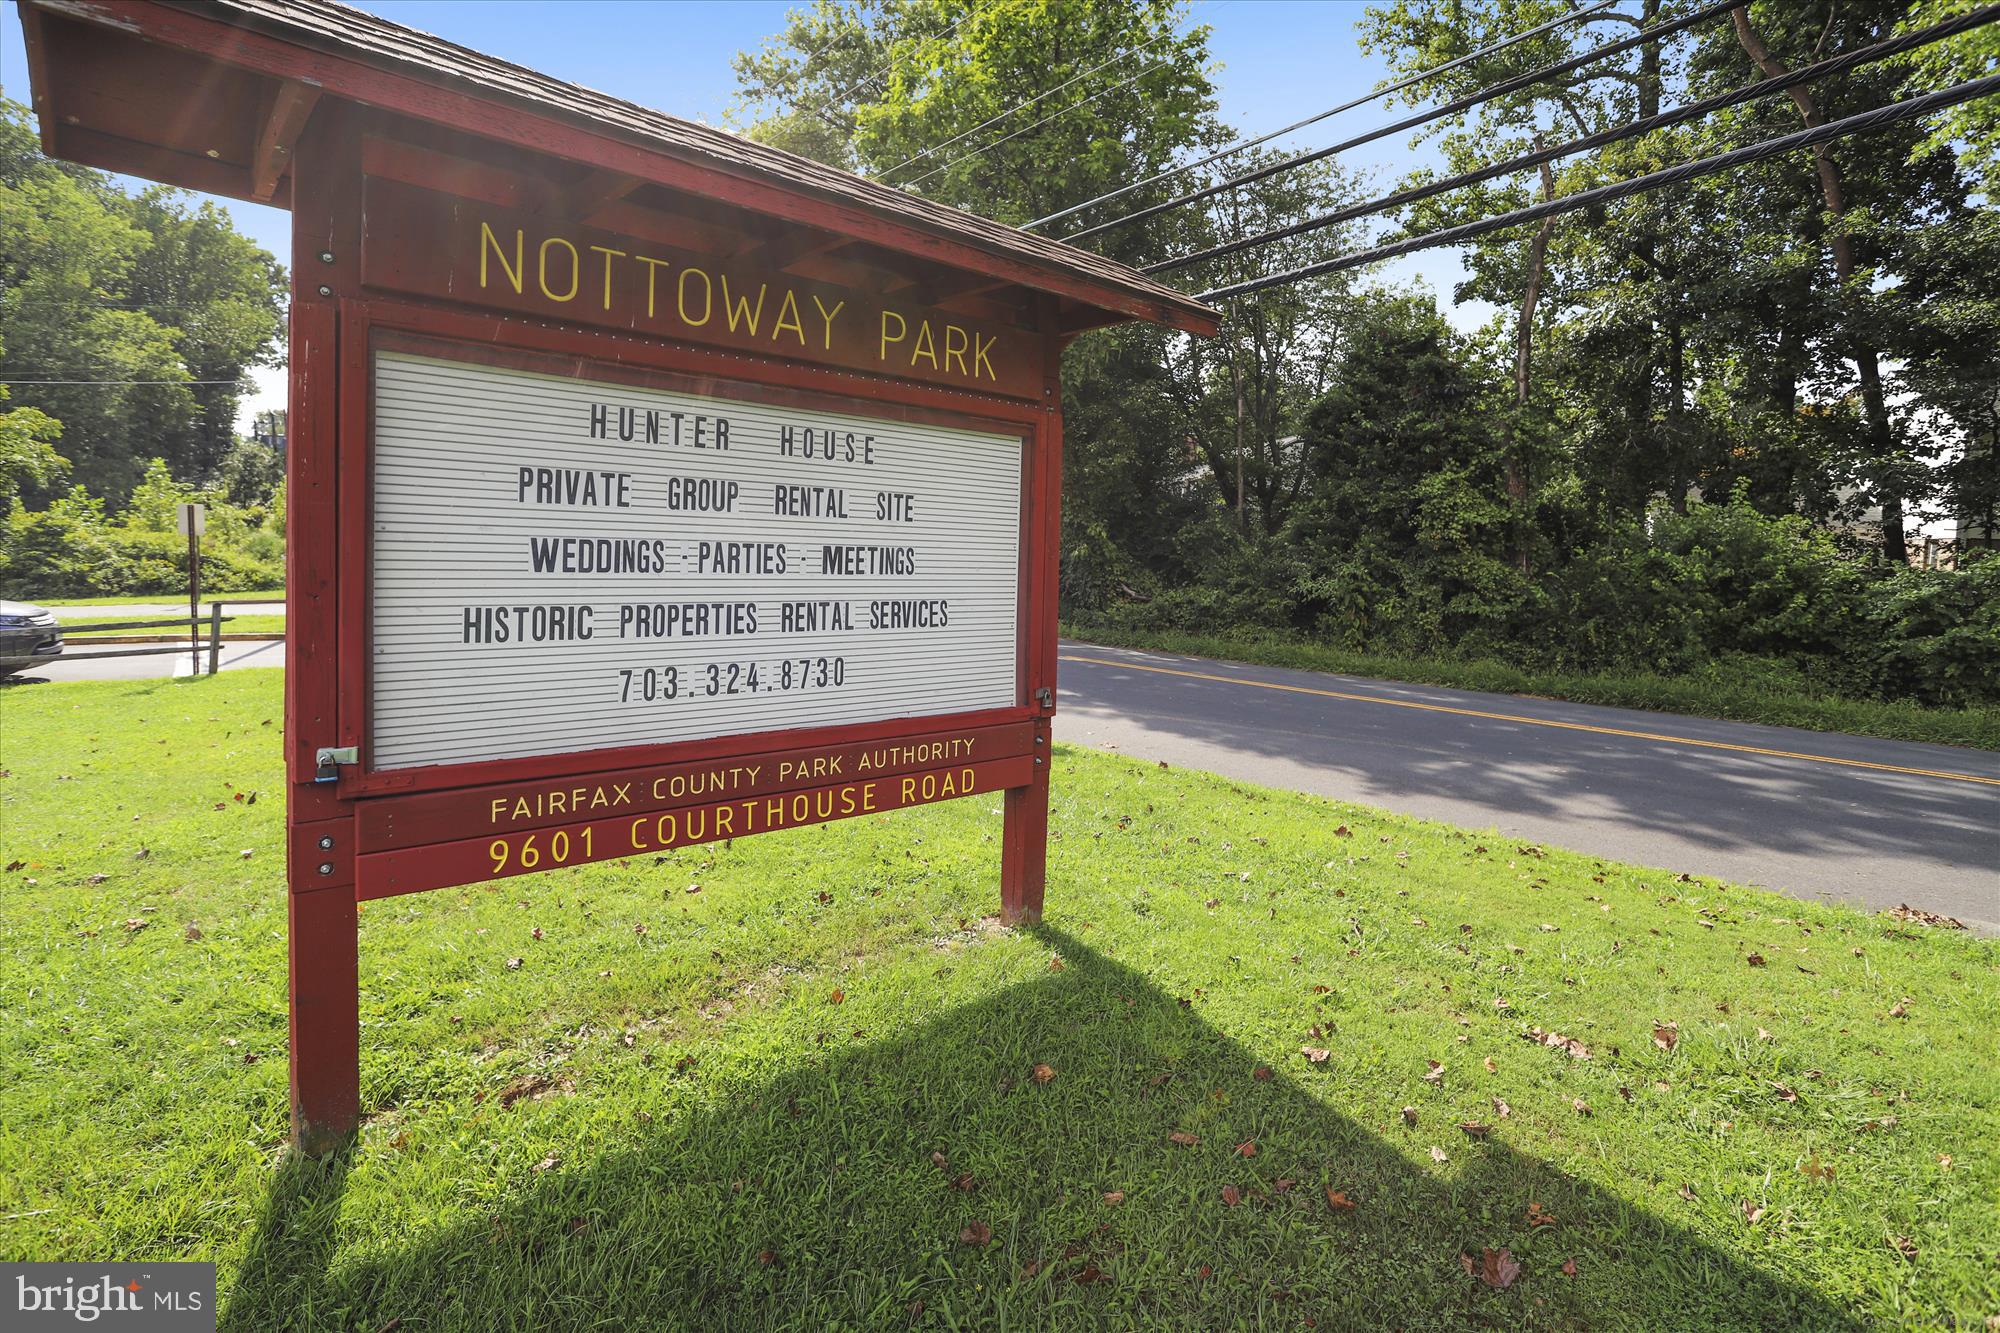 NOTTOWAY PARK
HUNTER HOUSE
PRIVATE GROUP RENTAL SITE
WEDDINGS - PARTIES - MEETINGS
HISTORIC PROPERTIES RENTAL SERVICES
703.324.8730
FAIRFAX COUNTY PARK AUTHORITY
9601 COURTHOUSE ROAD
bright™ MLS